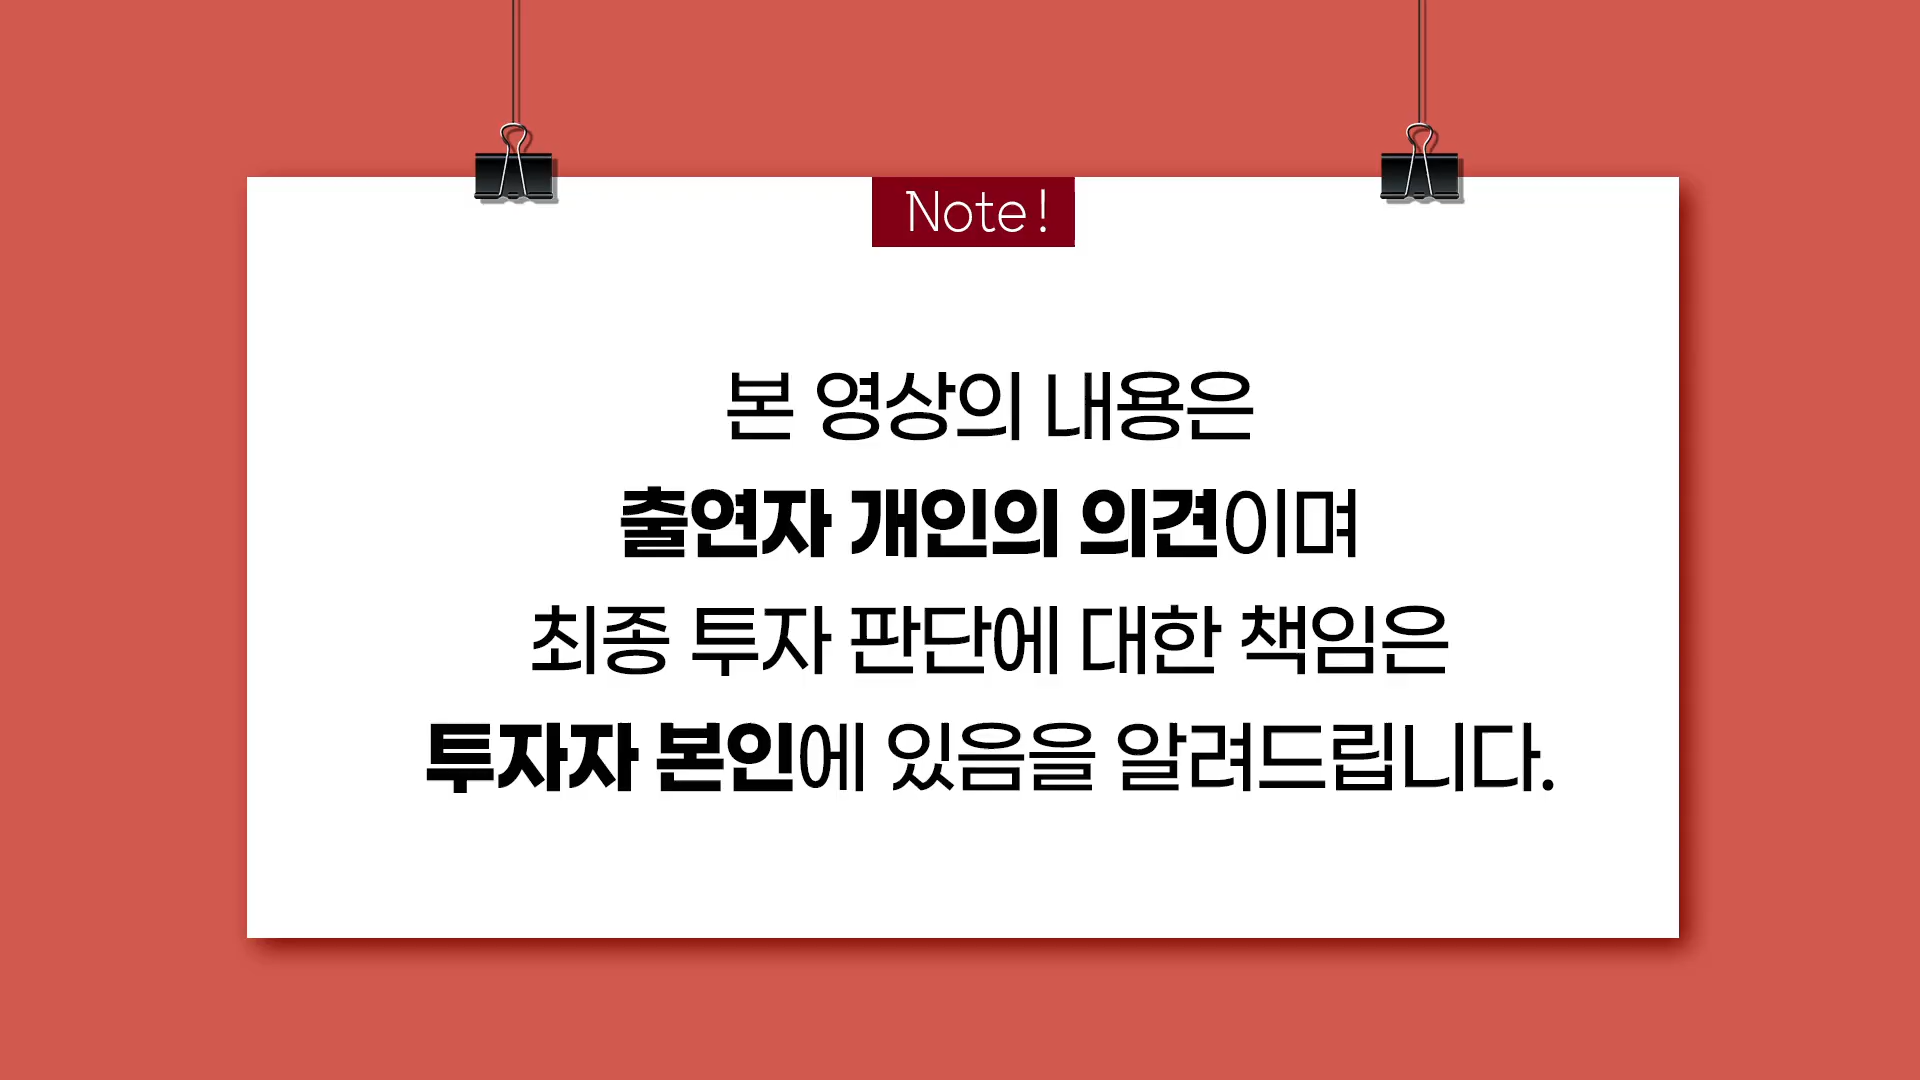 Note!
본 영상의 내용은
출연자 개인의 의견이며
최종 투자 판단에 대한 책임은
투자자 본인에 있음을 알려드립니다.